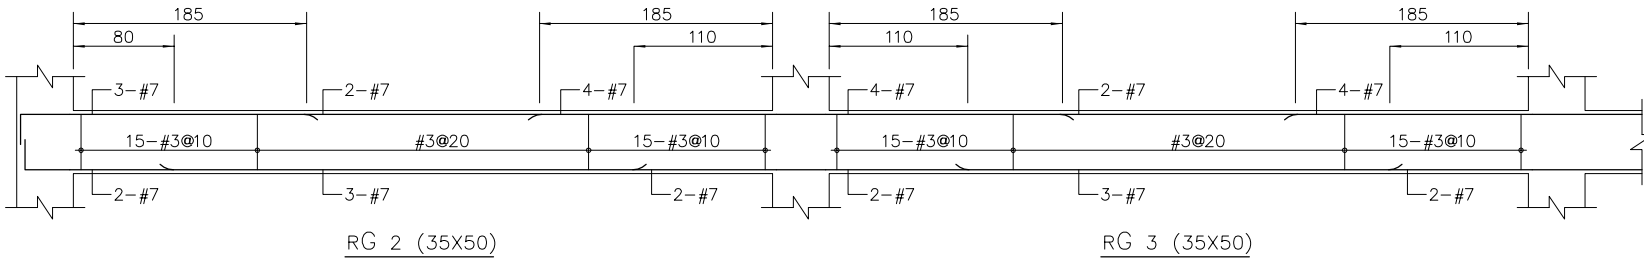 185 185 185 185
80 110 110 110
3-#7 2-#7 4-#7 4-#7 2-#7 4-#7
15-#3@10 #3@20 15-#3@10 15-#3@10 #3@20 15-#3@10
2-#7 3-#7 2-#7 2-#7 3-#7 2-#7
RG 2 (35X50) RG 3 (35X50)